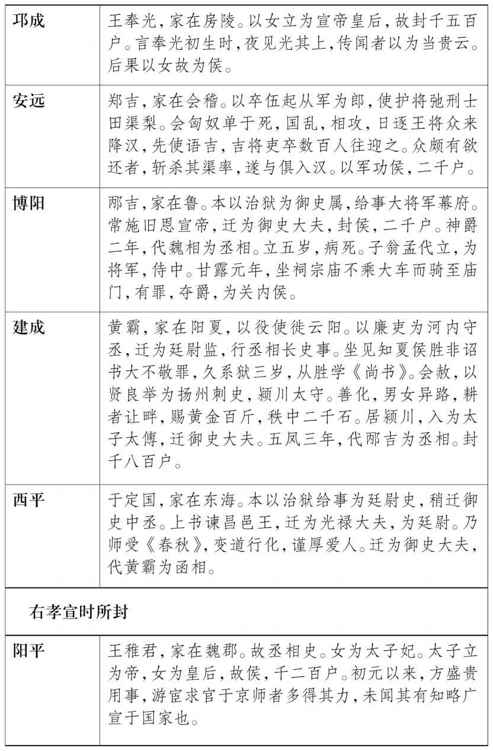 邛成
王奉光，家在房陵。以女立为宣帝皇后，故封千五百
户。言奉光初生时，夜见光其上，传闻者以为当贵云。
后果以女故为侯。
安远
郑吉，家在会稽。以卒伍起从军为郎，使护将弛刑士
田渠梨。会匈奴单于死，国乱，相攻，日逐王将众来
降汉，先使语吉，吉将吏卒数百人往迎之。众颇有欲
还者，斩杀其渠率，遂与俱入汉。以军功侯，二千户。
博阳
邴吉，家在鲁。本以治狱为御史属，给事大将军幕府。
常施旧恩宣帝，迁为御史大夫，封侯，二千户。神爵
二年，代魏相为丞相。立五岁，病死。子翁孟代立，为
将军，侍中。甘露元年，坐祠宗庙不乘大车而骑至庙
门，有罪，夺爵，为关内侯。
建成
黄霸，家在阳夏，以役使徙云阳。以廉吏为河内守
丞，迁为廷尉监，行丞相长史事。坐见知夏侯胜非诏
书大不敬罪，久系狱三岁，从胜学《尚书》。会赦，以
贤良举为扬州刺史，颍川太守。善化，男女异路，耕
者让畔，赐黄金百斤，秩中二千石。居颍川，入为太
子太傅，迁御史大夫。五凤三年，代邴吉为丞相。封
千八百户。
西平
于定国，家在东海。本以治狱给事为廷尉史，稍迁御
史中丞。上书谏昌邑王，迁为光禄大夫，为廷尉。乃
师受《春秋》，变道行化，谨厚爱人。迁为御史大夫，
代黄霸为函相。
右孝宣时所封
阳平
王稚君，家在魏郡。故丞相史。女为太子妃。太子立
为帝，女为皇后，故侯，千二百户。初元以来，方盛贵
用事，游宦求官于京师者多得其力，未闻其有知略广
宣于国家也。